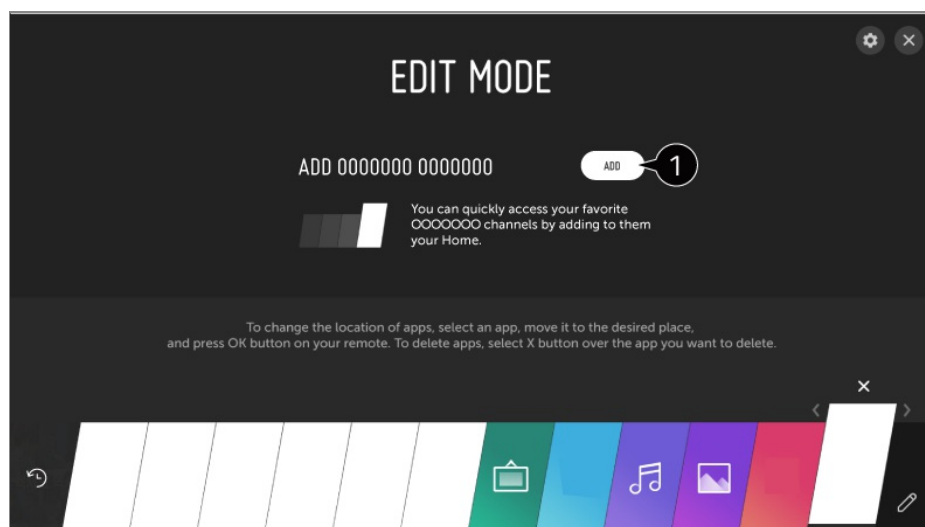 EDIT MODE
ADD OOOOOOO OOOOOOO
ADD
1
You can quickly access your favorite
OOOOOOO channels by adding to them
your Home.
To change the location of apps, select an app, move it to the desired place,
and press OK button on your remote. To delete apps, select X button over the app you want to delete.